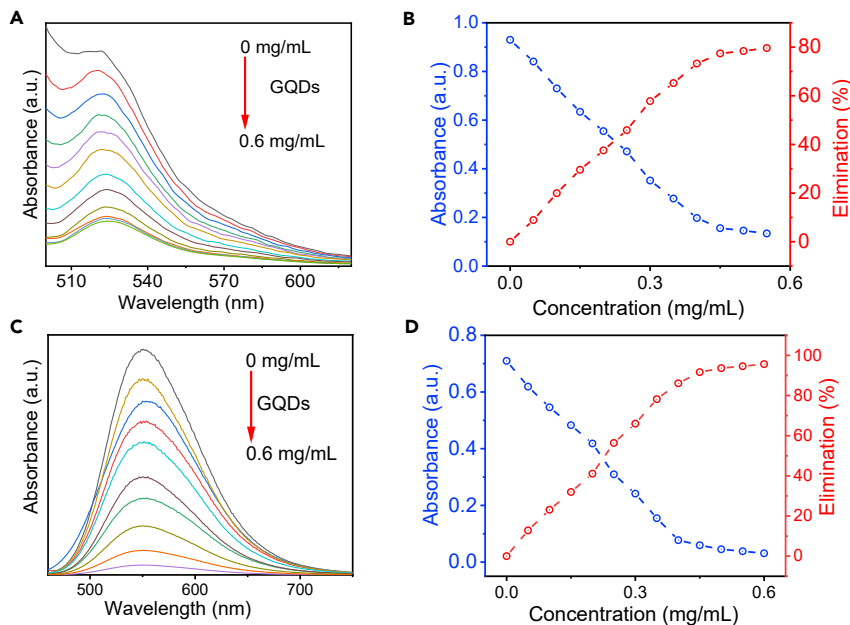 A
0 mg/mL
GQDs
0.6 mg/mL
Absorbance (a.u.)
510
540
570
600
Wavelength (nm)
B
1.0
0.8
0.6
0.4
0.2
0.0
Absorbance (a.u.)
80
60
40
20
0
Elimination (%)
0.0
0.3
0.6
Concentration (mg/mL)
C
0 mg/mL
GQDs
0.6 mg/mL
Absorbance (a.u.)
500
600
700
Wavelength (nm)
D
0.8
0.6
0.4
0.2
0.0
Absorbance (a.u.)
100
80
60
40
20
0
Elimination (%)
0.0
0.3
0.6
Concentration (mg/mL)